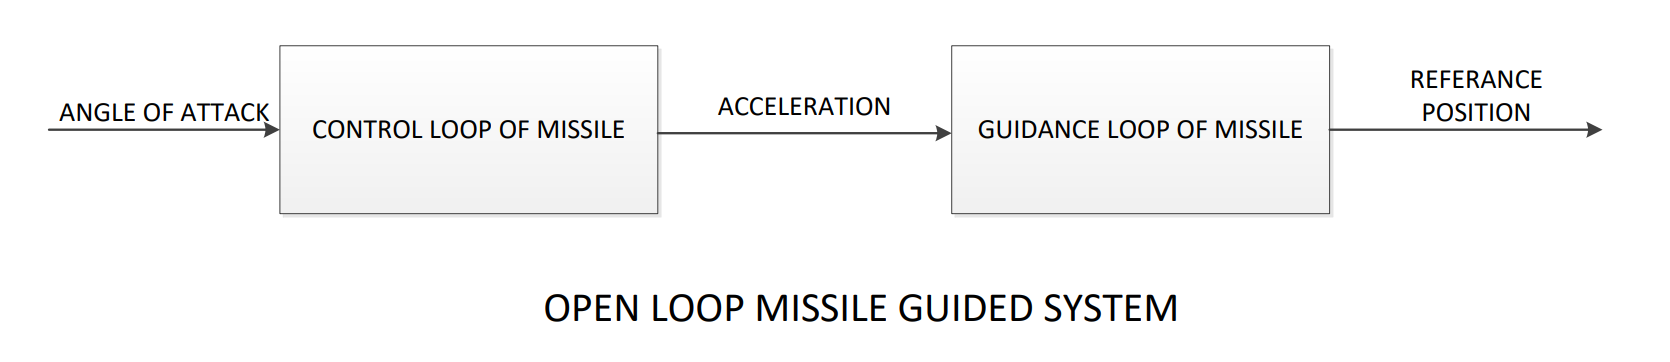 ANGLE OF ATTACK
CONTROL LOOP OF MISSILE
ACCELERATION
GUIDANCE LOOP OF MISSILE
REFERANCE
POSITION
OPEN LOOP MISSILE GUIDED SYSTEM